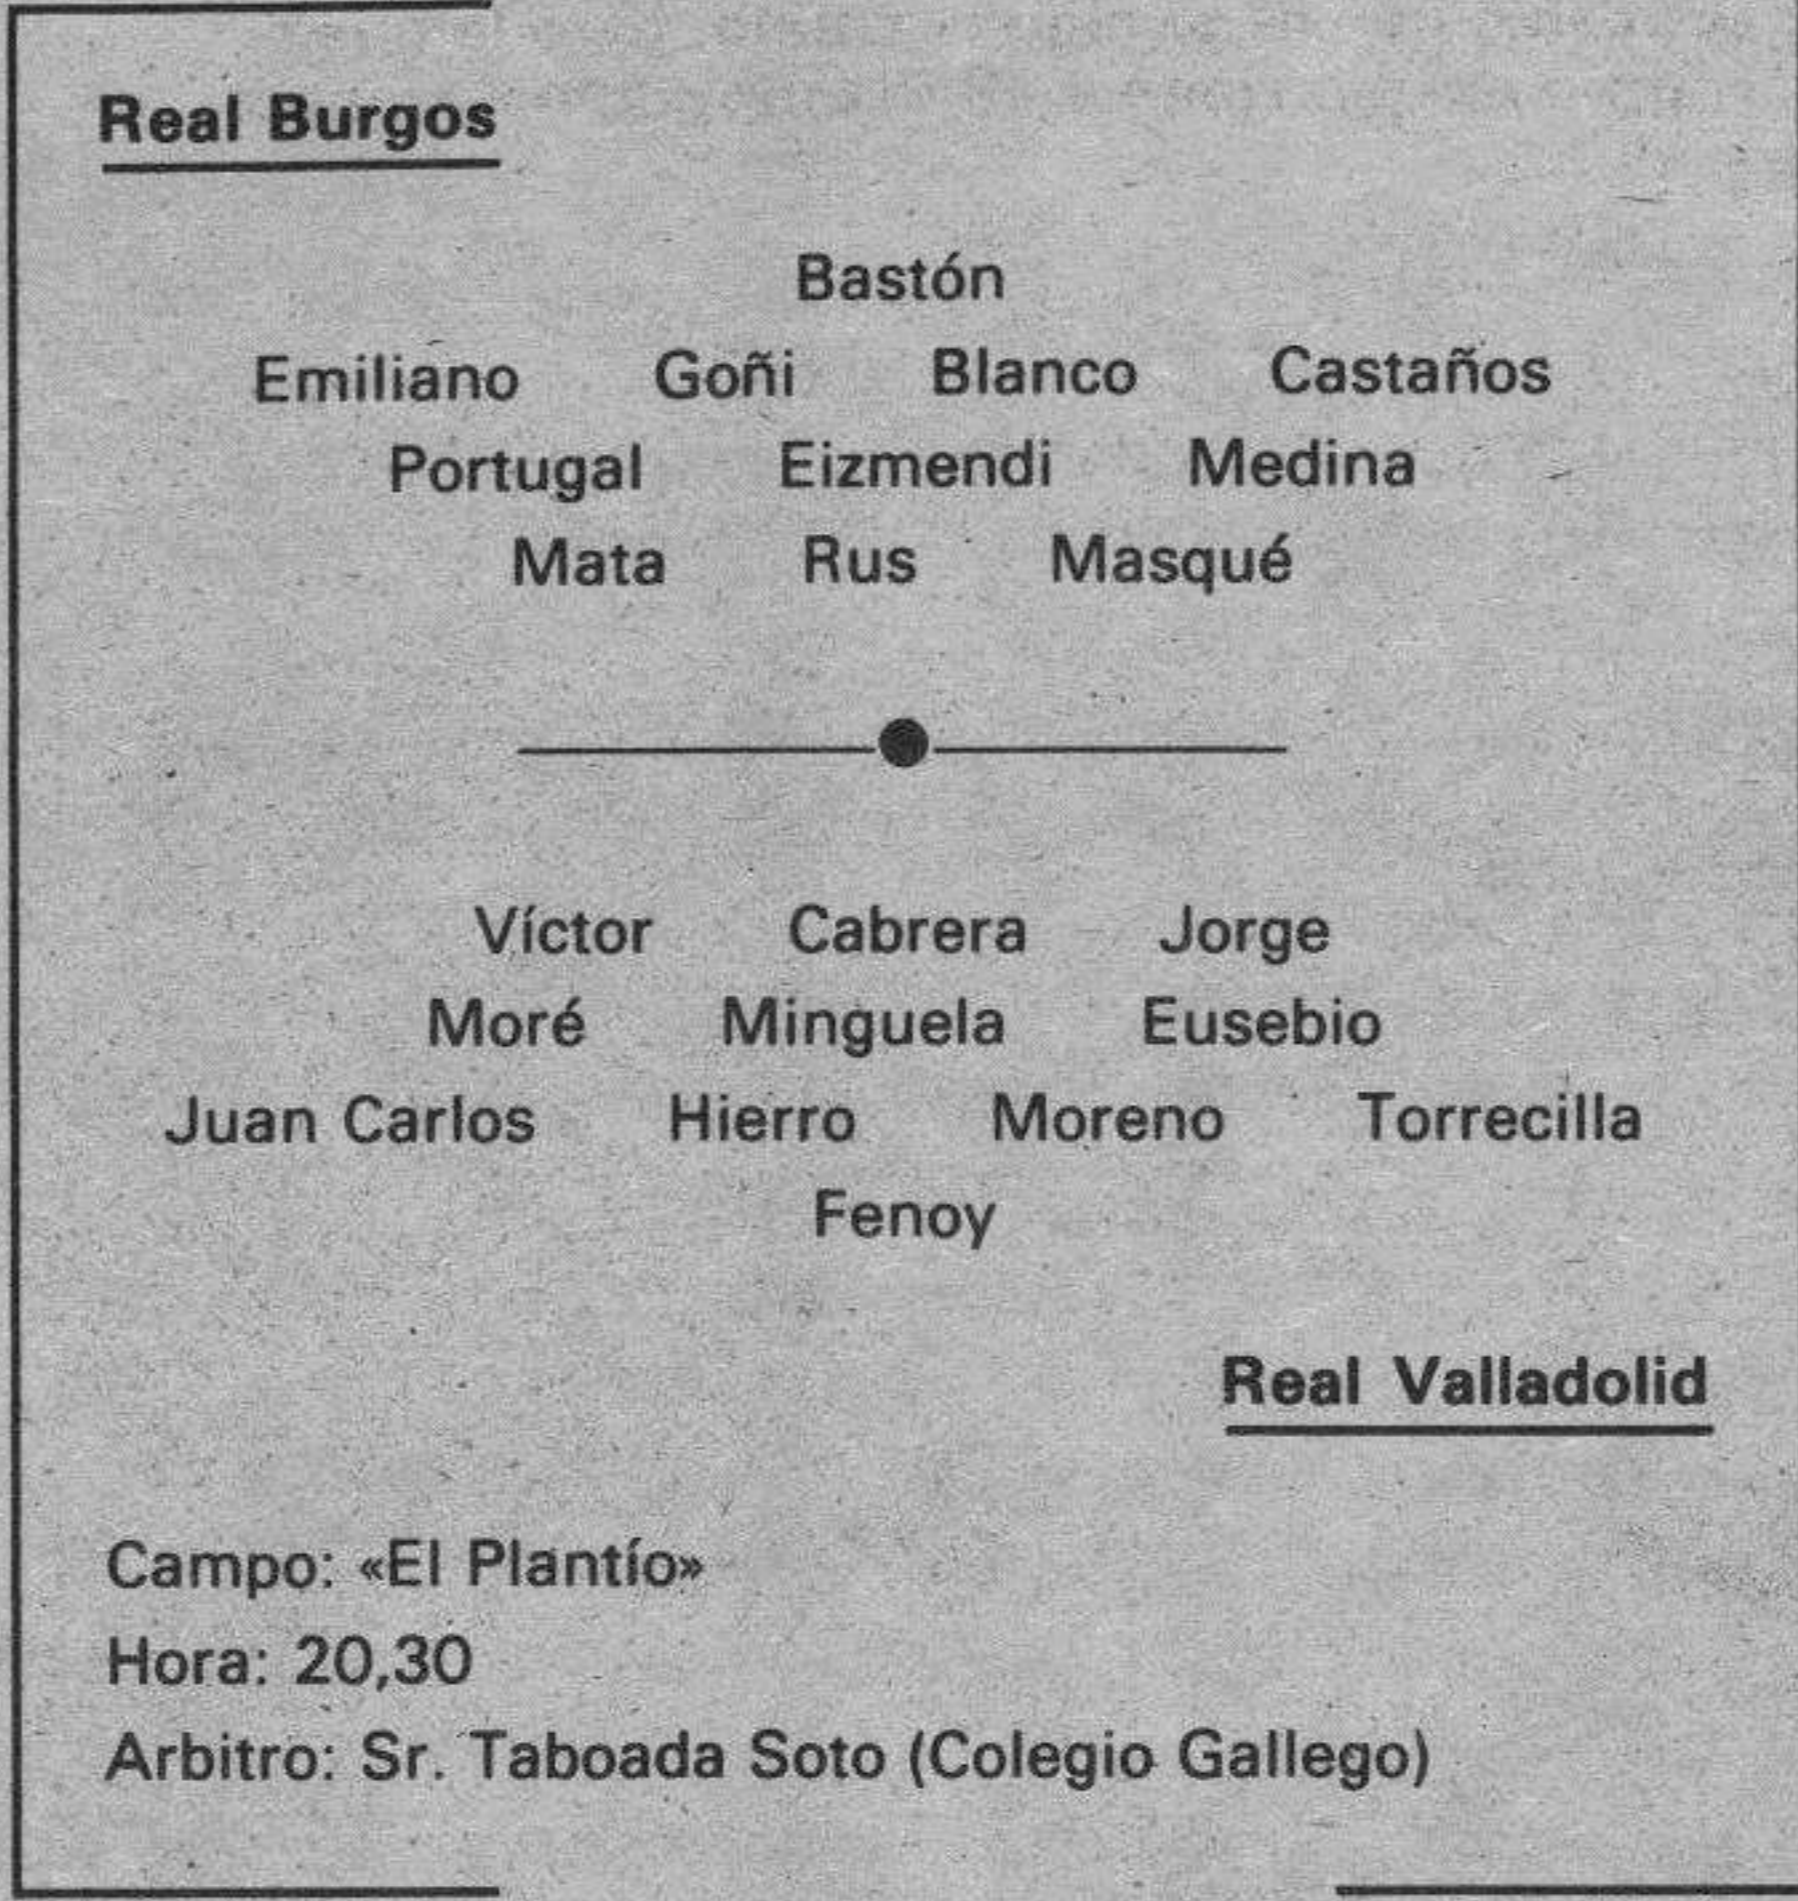 Real Burgos
Bastón
Emiliano Goñi Blanco Castaños
Portugal Eizmendi Medina
Mata Rus Masqué
Víctor Cabrera Jorge
Moré Minguela Eusebio
Juan Carlos Hierro Moreno Torrecilla
Fenoy
Real Valladolid
Campo: «El Plantío»
Hora: 20,30
Arbitro: Sr. Taboada Soto (Colegio Gallego)